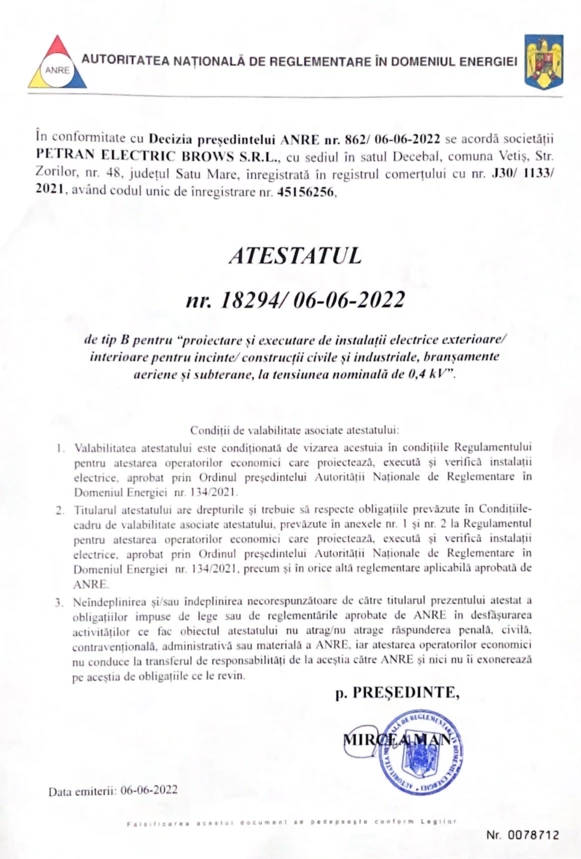 ANRE
AUTORITATEA NAȚIONALĂ DE REGLEMENTARE ÎN DOMENIUL ENERGIEI
În conformitate cu Decizia președintelui ANRE nr. 862/ 06-06-2022 se acordă societății
PETRAN ELECTRIC BROWS S.R.L., cu sediul în satul Decebal, comuna Vetiș, Str.
Zorilor, nr. 48, județul Satu Mare, înregistrată în registrul comerțului cu nr. J30/ 1133/
2021, având codul unic de înregistrare nr. 45156256,
ATESTATUL
nr. 18294/ 06-06-2022
de tip B pentru “proiectare și executare de instalații electrice exterioare/
interioare pentru incinte/ construcții civile și industriale, branșamente
aeriene și subterane, la tensiunea nominală de 0,4 kV”.
Condiții de valabilitate asociate atestatului:
1. Valabilitatea atestatului este condiționată de vizarea acestuia în condițiile Regulamentului
pentru atestarea operatorilor economici care proiectează, execută și verifică instalații
electrice, aprobat prin Ordinul președintelui Autorității Naționale de Reglementare în
Domeniul Energiei nr. 134/2021.
2. Titularul atestatului are drepturile și trebuie să respecte obligațiile prevăzute în Condițiile-
cadru de valabilitate asociate atestatului, prevăzute în anexele nr. 1 și nr. 2 la Regulamentul
pentru atestarea operatorilor economici care proiectează, execută și verifică instalații
electrice, aprobat prin Ordinul președintelui Autorității Naționale de Reglementare în
Domeniul Energiei nr. 134/2021, precum și în orice altă reglementare aplicabilă aprobată de
ANRE.
3. Neîndeplinirea și/sau îndeplinirea necorespunzătoare de către titularul prezentului atestat a
obligațiilor impuse de lege sau de reglementările aprobate de ANRE în desfășurarea
activităților ce fac obiectul atestatului nu atrag/nu atrage răspunderea penală, civilă,
contravențională, administrativă sau materială a ANRE, iar atestarea operatorilor economici
nu conduce la transferul de responsabilități de la aceștia către ANRE și nici nu îi exonerează
pe aceștia de obligațiile ce le revin.
p. PREȘEDINTE,
MIRCEA MAN
Data emiterii: 06-06-2022
Falsificarea acestui document se pedepsește conform Legilor
Nr. 0078712